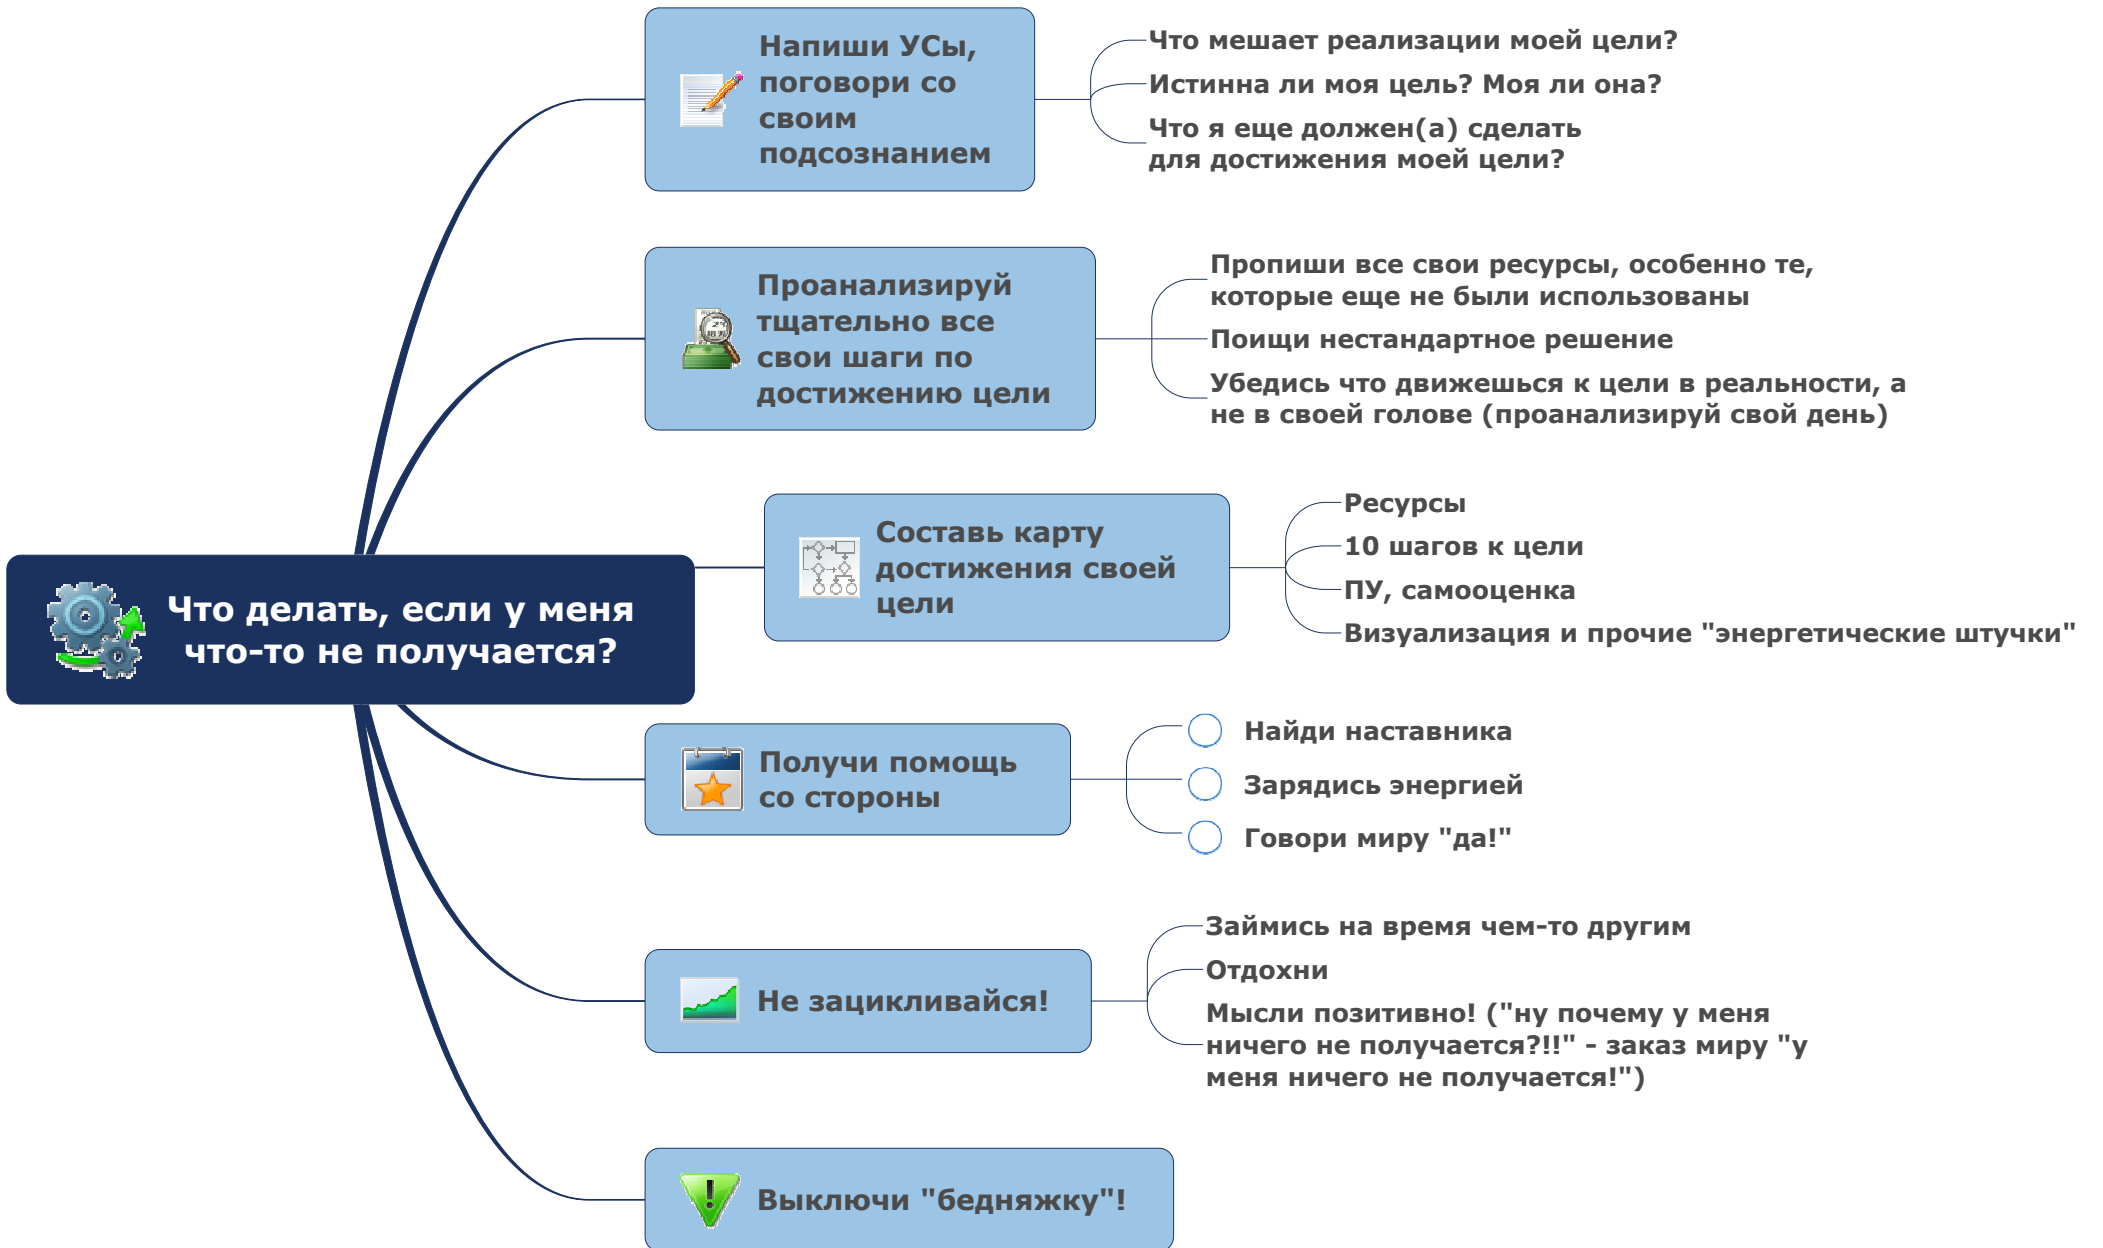 Напиши УСы,
поговори со
своим
подсознанием
Что мешает реализации моей цели?
Истинна ли моя цель? Моя ли она?
Что я еще должен(а) сделать
для достижения моей цели?
Проанализируй
тщательно все
свои шаги по
достижению цели
Пропиши все свои ресурсы, особенно те,
которые еще не были использованы
Поищи нестандартное решение
Убедись что движешься к цели в реальности, а
не в своей голове (проанализируй свой день)
Что делать, если у меня
что-то не получается?
Составь карту
достижения своей
цели
Ресурсы
10 шагов к цели
ПУ, самооценка
Визуализация и прочие "энергетические штучки"
Получи помощь
со стороны
Найди наставника
Зарядись энергией
Говори миру "да!"
Не зацикливайся!
Займись на время чем-то другим
Отдохни
Мысли позитивно! ("ну почему у меня
ничего не получается?!!" - заказ миру "у
меня ничего не получается!")
Выключи "бедняжку"!